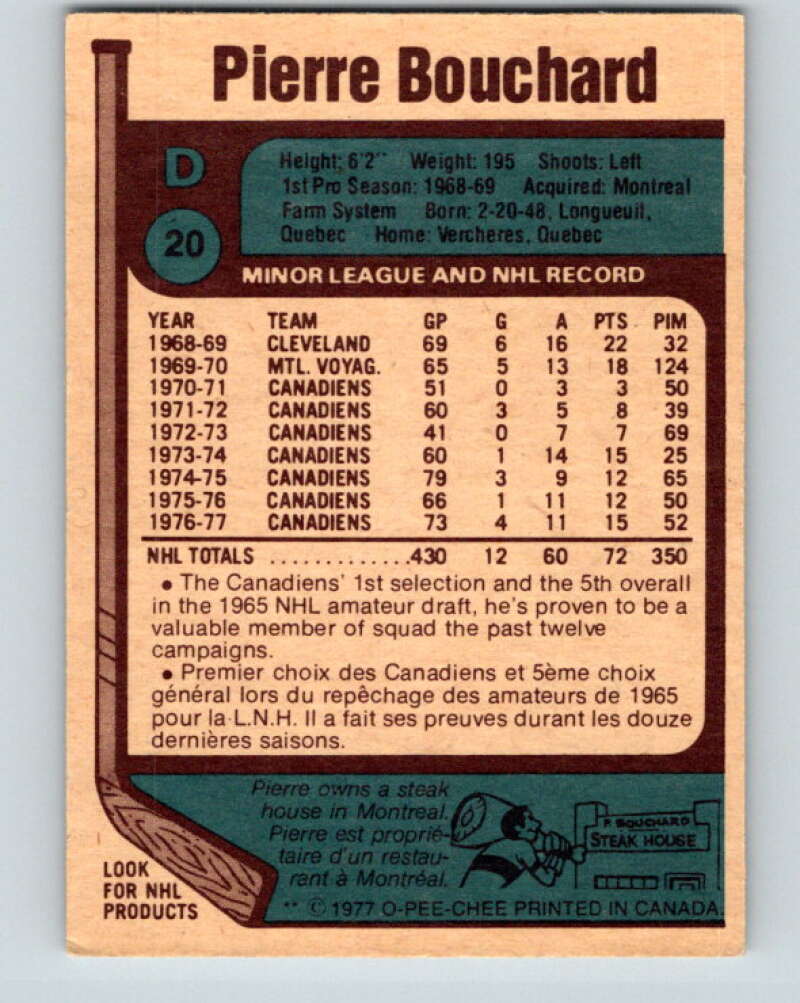 Pierre Bouchard
D
20
Height: 6'2" Weight: 195 Shoots: Left
1st Pro Season: 1968-69 Acquired: Montreal
Farm System Born: 2-20-48, Longueuil,
Quebec Home: Vercheres, Quebec
MINOR LEAGUE AND NHL RECORD
YEAR TEAM GP G A PTS PIM
1968-69 CLEVELAND 69 6 16 22 32
1969-70 MTL. VOYAG. 65 5 13 18 124
1970-71 CANADIENS 51 0 3 3 50
1971-72 CANADIENS 60 3 5 8 39
1972-73 CANADIENS 41 0 7 7 69
1973-74 CANADIENS 60 1 14 15 25
1974-75 CANADIENS 79 3 9 12 65
1975-76 CANADIENS 66 1 11 12 50
1976-77 CANADIENS 73 4 11 15 52
NHL TOTALS .............430 12 60 72 350
• The Canadiens' 1st selection and the 5th overall
in the 1965 NHL amateur draft, he's proven to be a
valuable member of squad the past twelve
campaigns.
• Premier choix des Canadiens et 5ème choix
général lors du repêchage des amateurs de 1965
pour la L.N.H. Il a fait ses preuves durant les douze
dernières saisons.
Pierre owns a steak
house in Montreal.
Pierre est proprié-
taire d'un restau-
rant à Montréal.
P. BOUCHARD
STEAK HOUSE
LOOK
FOR NHL
PRODUCTS
** © 1977 O-PEE-CHEE PRINTED IN CANADA